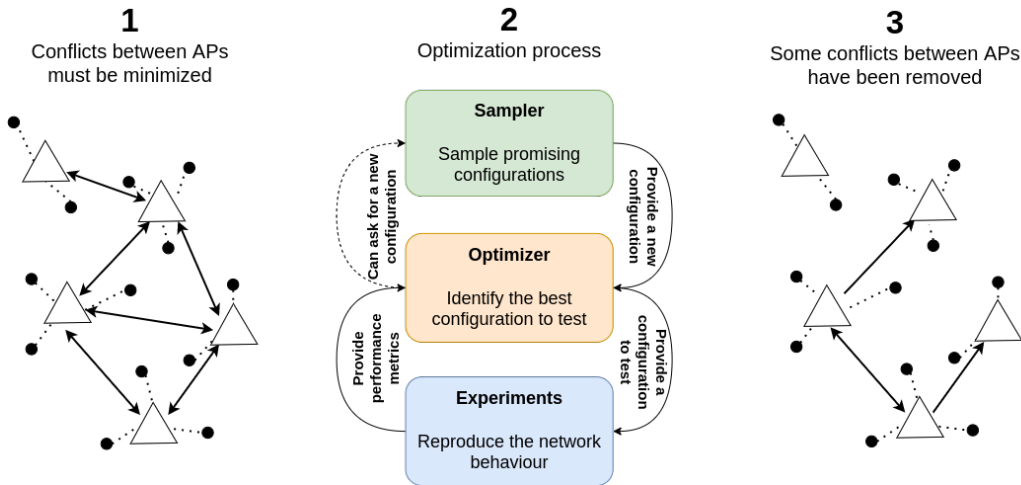 1
Conflicts between APs
must be minimized
2
Optimization process
Sampler
Sample promising
configurations
Can ask for a new
configuration
Provide a new
configuration
Optimizer
Identify the best
configuration to test
Provide
performance
metrics
Provide a
configuration
to test
Experiments
Reproduce the network
behaviour
3
Some conflicts between APs
have been removed